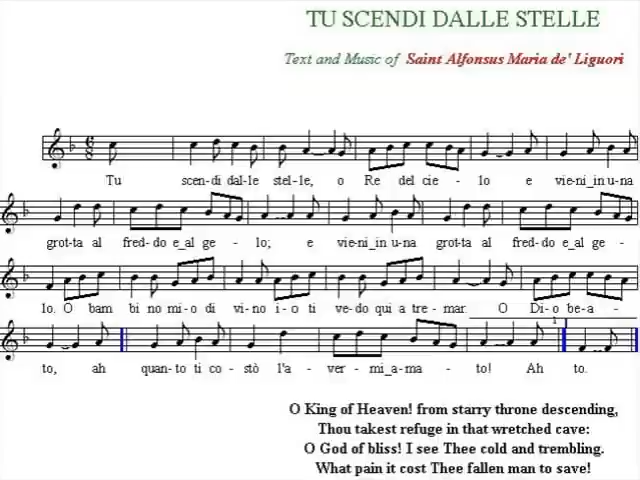 TU SCENDI DALLE STELLE
Text and Music of Saint Alfonsus Maria de' Liguori
Tu scen-di dal-le stel-le, o Re del cie - lo e vie-ni_in u-na
grot-ta al fred-do e_al ge - lo; e vie-ni_in u-na grot-ta al fred-do e_al ge -
lo. O bam bi no mi-o di vi-no i-o ti ve-do qui a tre-mar. O Di-o be-a -
1
to, ah quan-to ti co-stò l'a- ver-mi_a-ma- to! Ah to.
O King of Heaven! from starry throne descending,
Thou takest refuge in that wretched cave:
O God of bliss! I see Thee cold and trembling.
What pain it cost Thee fallen man to save!